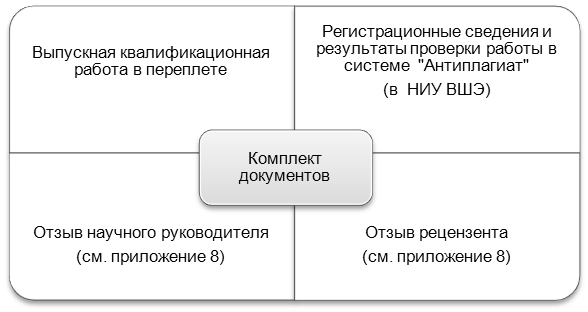 Выпускная квалификационная
работа в переплете
Регистрационные сведения и
результаты проверки работы в
системе "Антиплагиат"
(в НИУ ВШЭ)
Комплект
документов
Отзыв научного руководителя
(см. приложение 8)
Отзыв рецензента
(см. приложение 8)